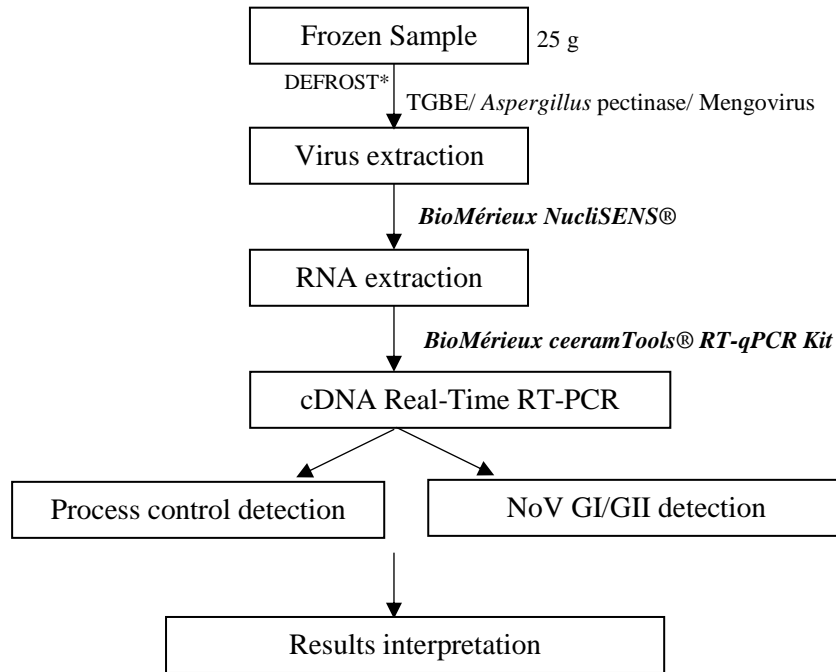 Frozen Sample
25 g
DEFROST*
TGBE/ Aspergillus pectinase/ Mengovirus
Virus extraction
BioMérieux NucliSENS®
RNA extraction
BioMérieux ceeramTools® RT-qPCR Kit
cDNA Real-Time RT-PCR
Process control detection
NoV GI/GII detection
Results interpretation